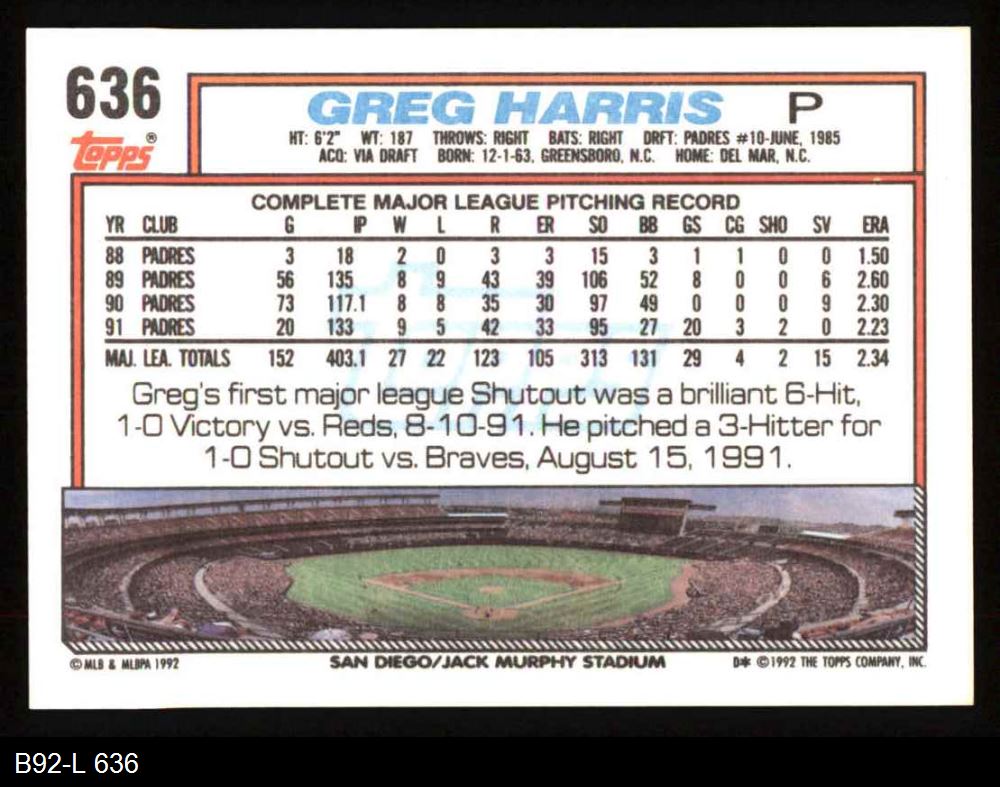 636
Topps®
GREG HARRIS P
HT: 6'2" WT: 187 THROWS: RIGHT BATS: RIGHT DRFT: PADRES #10-JUNE, 1985
ACQ: VIA DRAFT BORN: 12-1-63, GREENSBORO, N.C. HOME: DEL MAR, N.C.
COMPLETE MAJOR LEAGUE PITCHING RECORD
YR CLUB G IP W L R ER SO BB GS CG SHO SV ERA
88 PADRES 3 18 2 0 3 3 15 3 1 1 0 0 1.50
89 PADRES 56 135 8 9 43 39 106 52 8 0 0 6 2.60
90 PADRES 73 117.1 8 8 35 30 97 49 0 0 0 9 2.30
91 PADRES 20 133 9 5 42 33 95 27 20 3 2 0 2.23
MAJ. LEA. TOTALS 152 403.1 27 22 123 105 313 131 29 4 2 15 2.34
Greg's first major league Shutout was a brilliant 6-Hit,
1-0 Victory vs. Reds, 8-10-91. He pitched a 3-Hitter for
1-0 Shutout vs. Braves, August 15, 1991.
© MLB & MLBPA 1992 SAN DIEGO/JACK MURPHY STADIUM D* ©1992 THE TOPPS COMPANY, INC.
B92-L 636